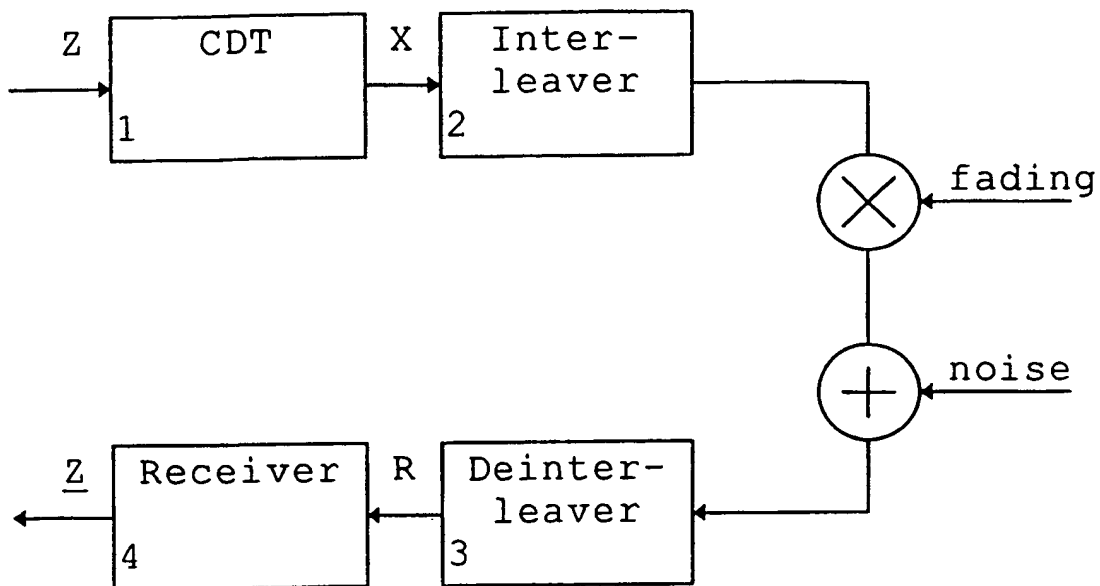 Z
CDT
1
X
Inter-
leaver
2
fading
noise
Z
Receiver
4
R
Deinter-
leaver
3